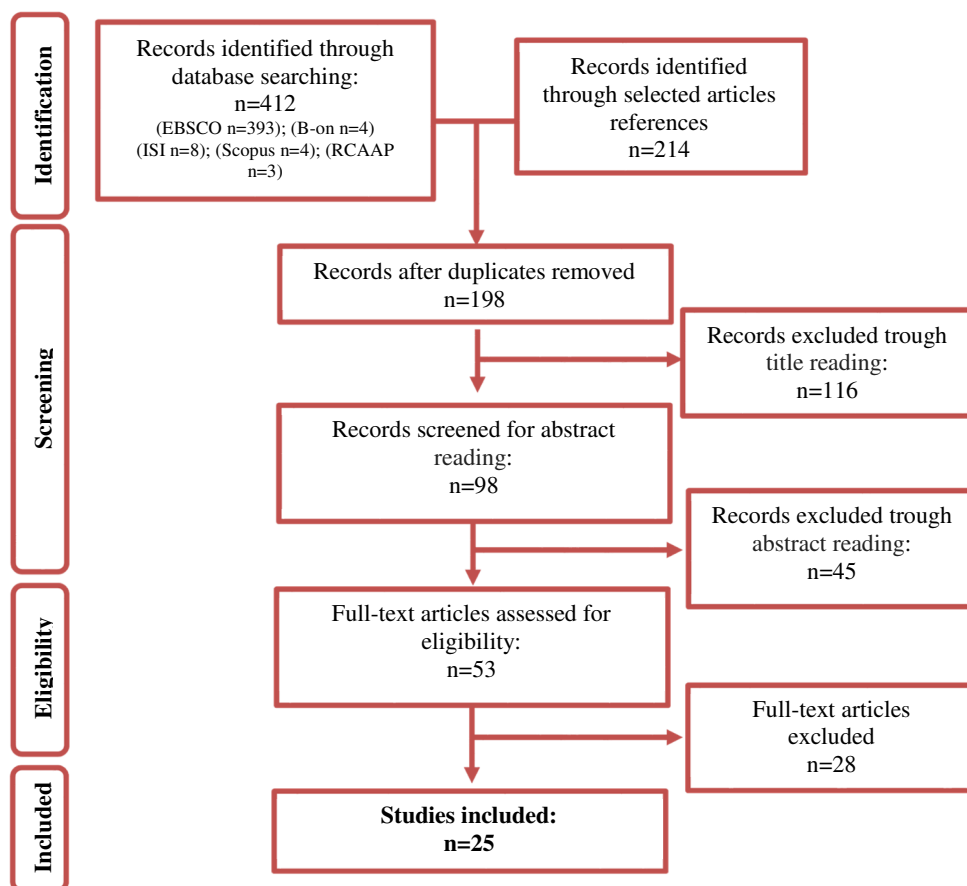 Identification
Records identified through
database searching:
n=412
(EBSCO n=393); (B-on n=4)
(ISI n=8); (Scopus n=4); (RCAAP
n=3)
Records identified
through selected articles
references
n=214
Screening
Records after duplicates removed
n=198
Records excluded trough
title reading:
n=116
Records screened for abstract
reading:
n=98
Records excluded trough
abstract reading:
n=45
Eligibility
Full-text articles assessed for
eligibility:
n=53
Full-text articles
excluded
n=28
Included
Studies included:
n=25